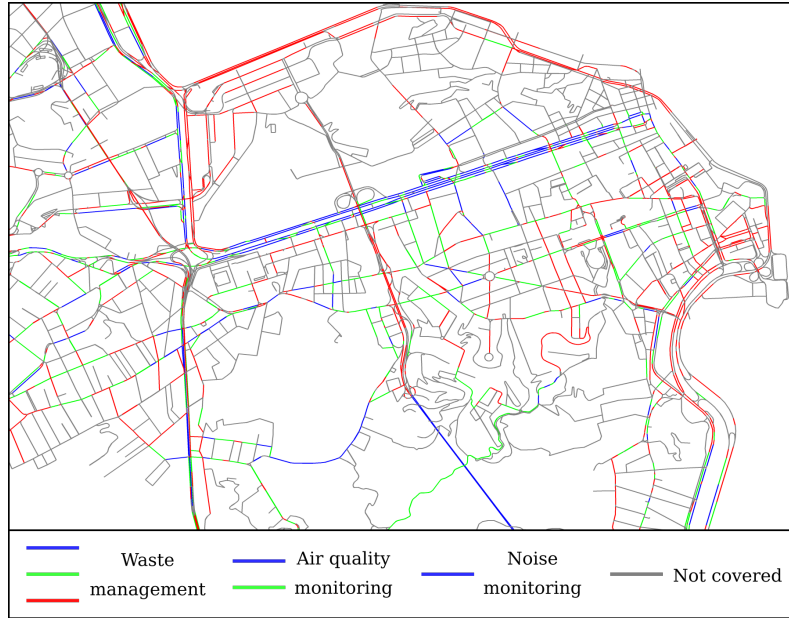 Waste
management
Air quality
monitoring
Noise
monitoring
Not covered